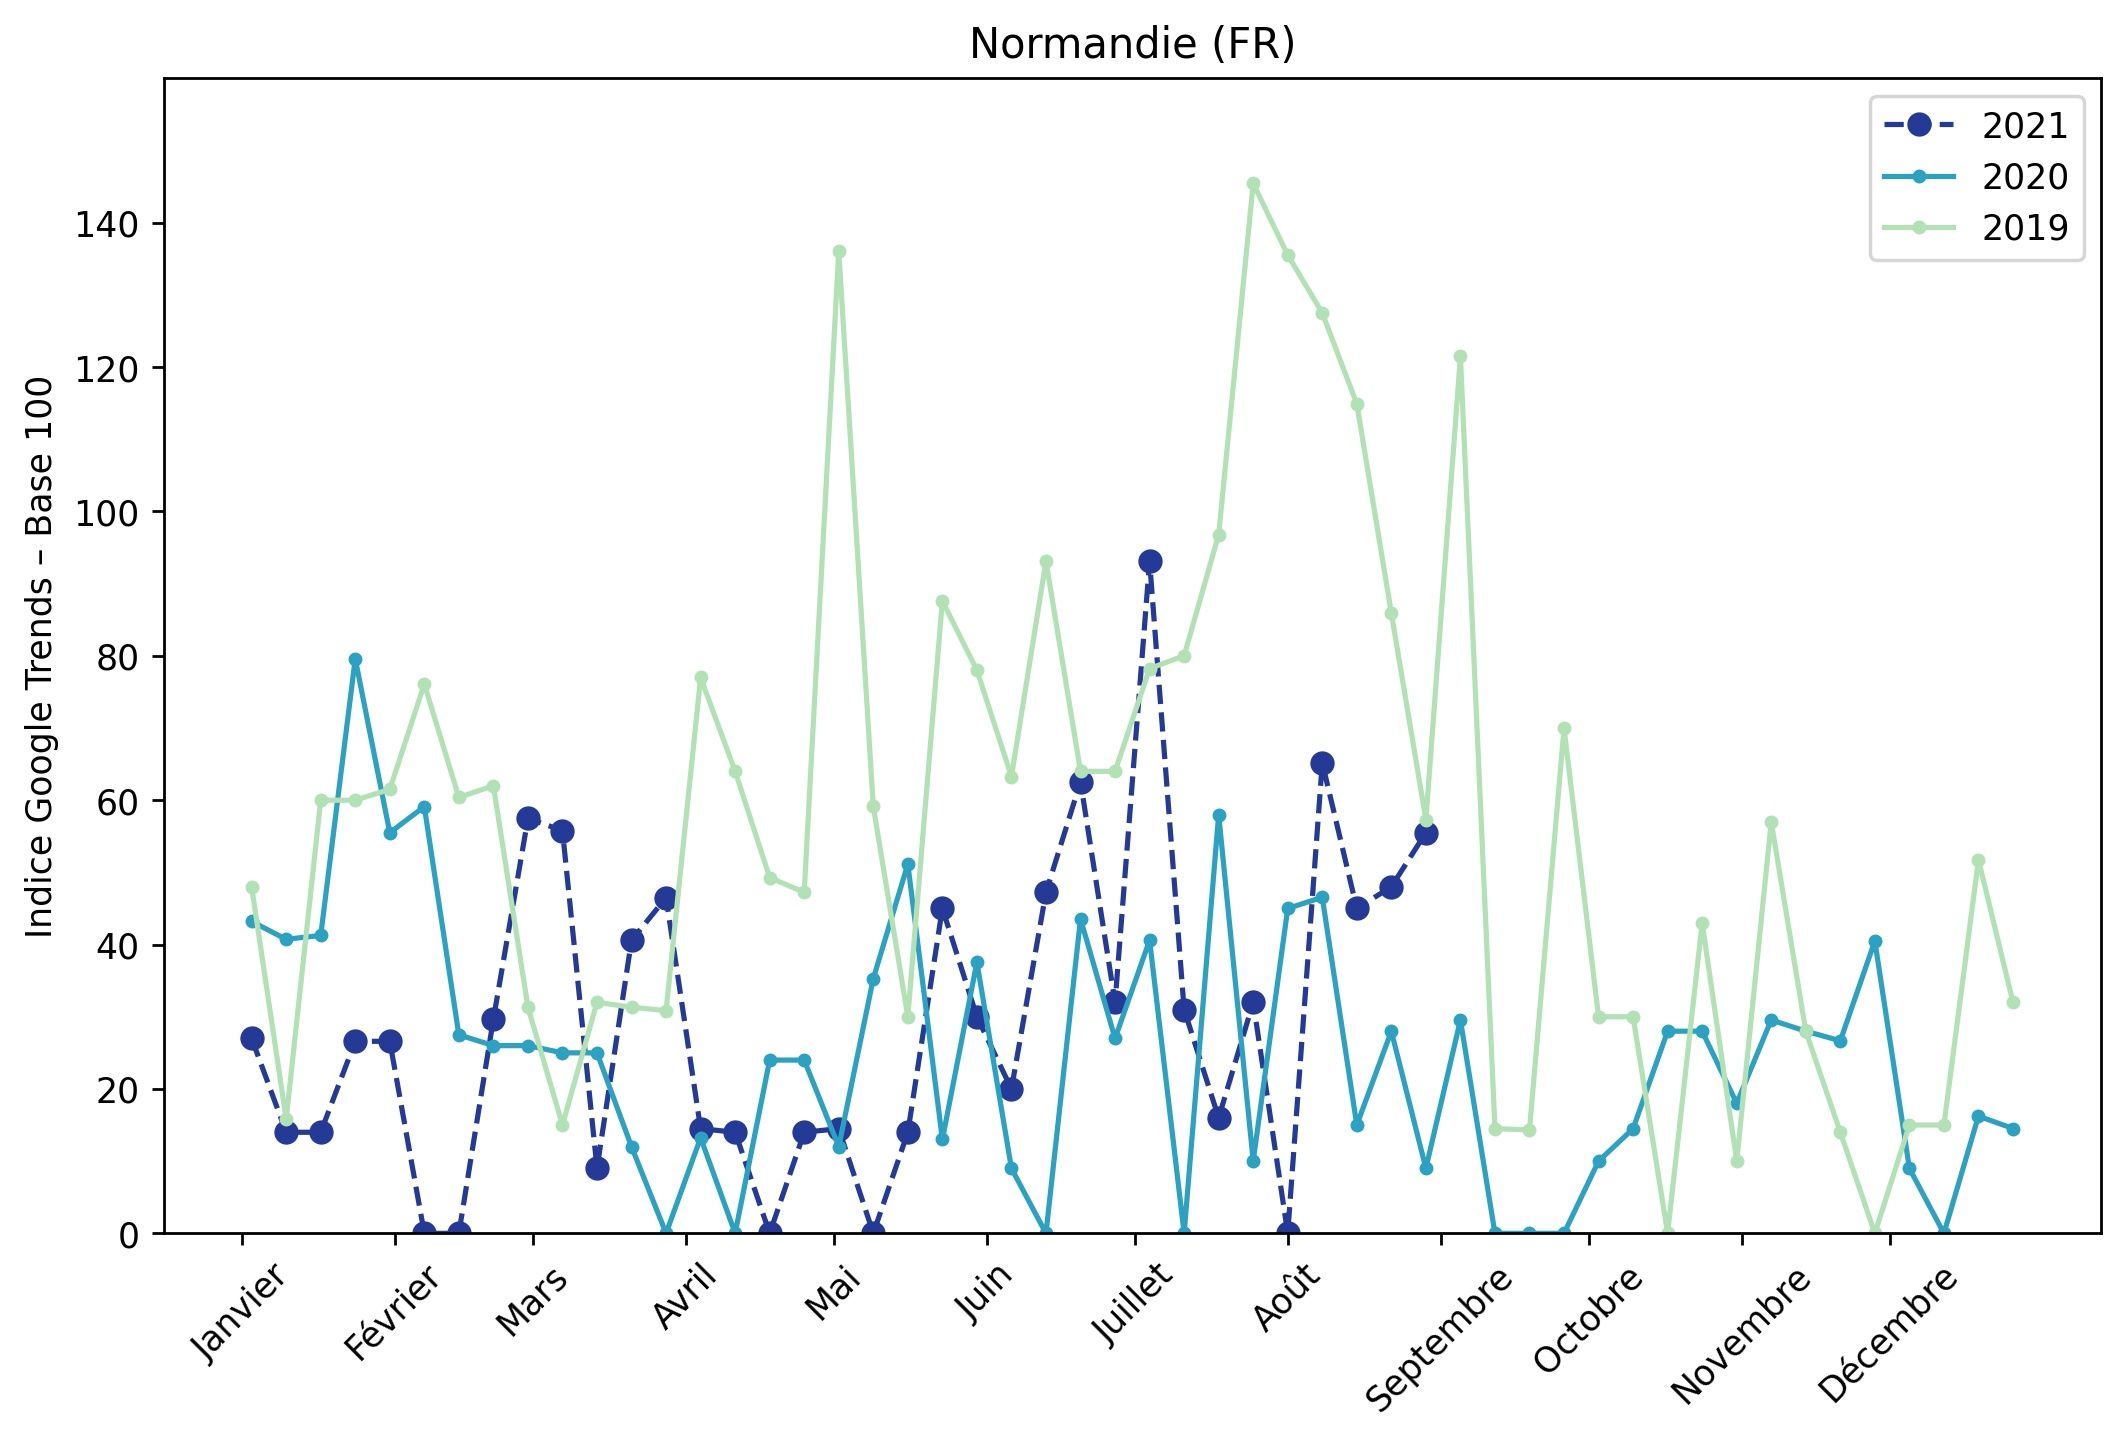 Normandie (FR)
2021
2020
2019
Indice Google Trends – Base 100
140
120
100
80
60
40
20
0
Janvier
Février
Mars
Avril
Mai
Juin
Juillet
Août
Septembre
Octobre
Novembre
Décembre